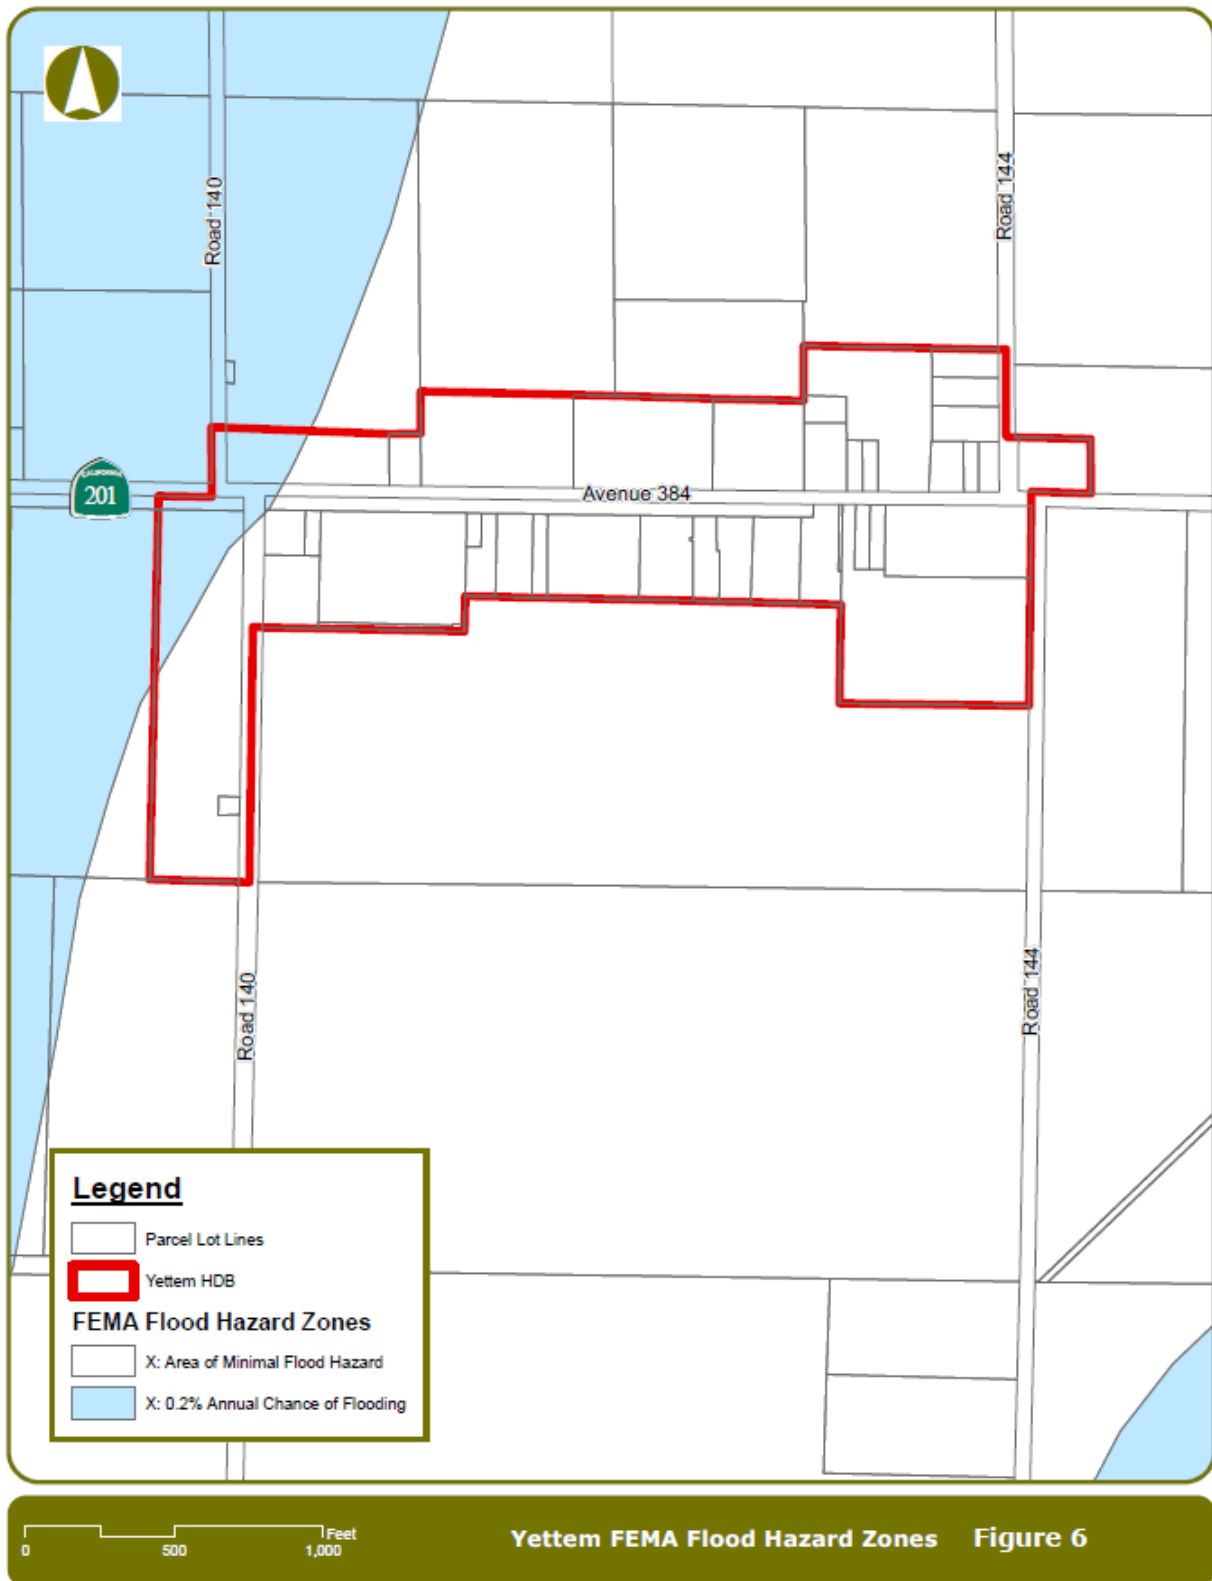 Road 140
Road 144
CALIFORNIA
201
Avenue 384
Road 140
Road 144
Legend
Parcel Lot Lines
Yettem HDB
FEMA Flood Hazard Zones
X: Area of Minimal Flood Hazard
X: 0.2% Annual Chance of Flooding
Feet
0 500 1,000
Yettem FEMA Flood Hazard Zones Figure 6